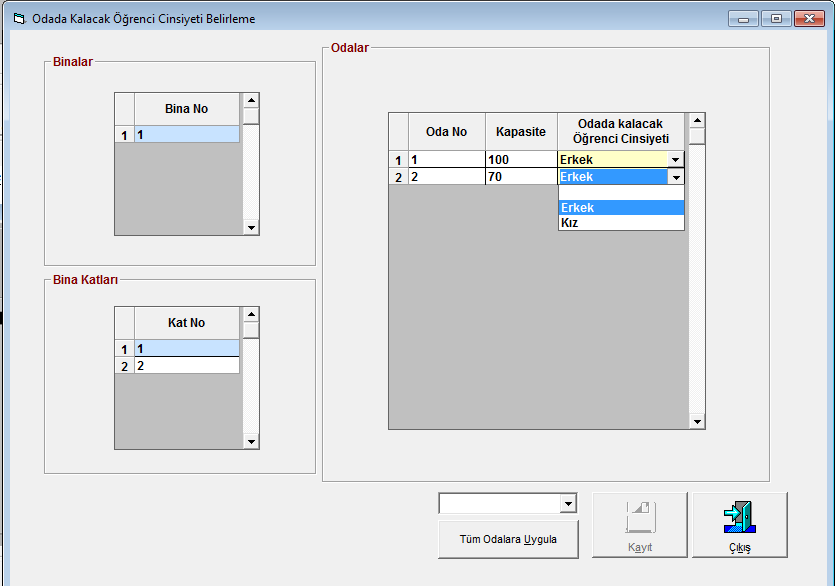 Odada Kalacak Öğrenci Cinsiyeti Belirleme
Binalar
Bina No
1 1
Bina Katları
Kat No
1 1
2 2
Odalar
Oda No Kapasite Odada kalacak
Öğrenci Cinsiyeti
1 1 100 Erkek
2 2 70 Erkek
Erkek
Kız
Tüm Odalara Uygula
Kayıt
Çıkış